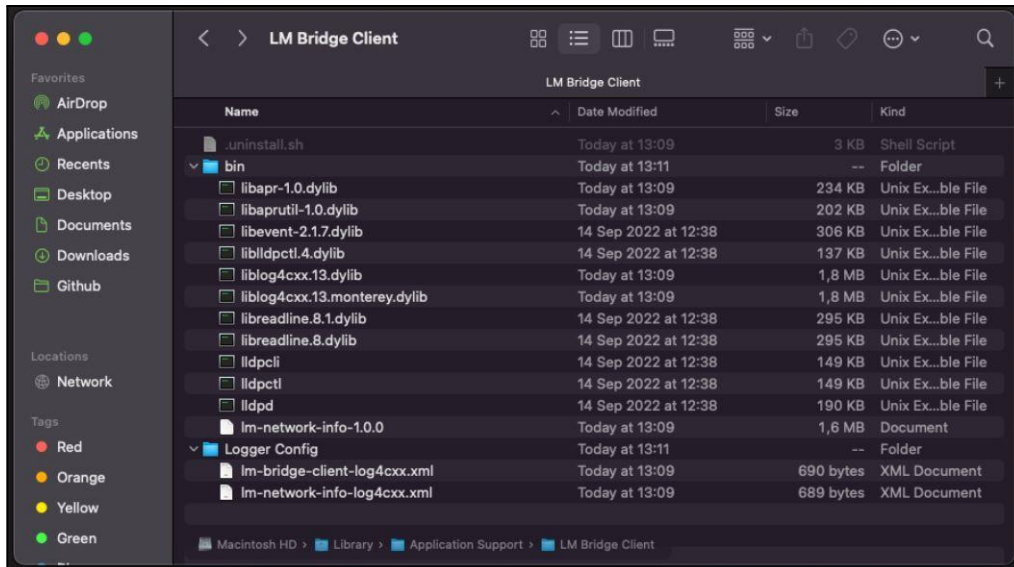 LM Bridge Client
Favorites
AirDrop
Applications
Recents
Desktop
Documents
Downloads
Github
Locations
Network
Tags
Red
Orange
Yellow
Green
LM Bridge Client
Name Date Modified Size Kind
.uninstall.sh Today at 13:09 3 KB Shell Script
bin Today at 13:11 -- Folder
libapr-1.0.dylib Today at 13:09 234 KB Unix Ex...ble File
libaprutil-1.0.dylib Today at 13:09 202 KB Unix Ex...ble File
libevent-2.1.7.dylib 14 Sep 2022 at 12:38 306 KB Unix Ex...ble File
liblldpctl.4.dylib 14 Sep 2022 at 12:38 137 KB Unix Ex...ble File
liblog4cxx.13.dylib Today at 13:09 1,8 MB Unix Ex...ble File
liblog4cxx.13.monterey.dylib Today at 13:09 1,8 MB Unix Ex...ble File
libreadline.8.1.dylib 14 Sep 2022 at 12:38 295 KB Unix Ex...ble File
libreadline.8.dylib 14 Sep 2022 at 12:38 295 KB Unix Ex...ble File
lldpcli 14 Sep 2022 at 12:38 149 KB Unix Ex...ble File
lldpctl 14 Sep 2022 at 12:38 149 KB Unix Ex...ble File
lldpd 14 Sep 2022 at 12:38 190 KB Unix Ex...ble File
lm-network-info-1.0.0 Today at 13:09 1,6 MB Document
Logger Config Today at 13:11 -- Folder
lm-bridge-client-log4cxx.xml Today at 13:09 690 bytes XML Document
lm-network-info-log4cxx.xml Today at 13:09 689 bytes XML Document
Macintosh HD › Library › Application Support › LM Bridge Client